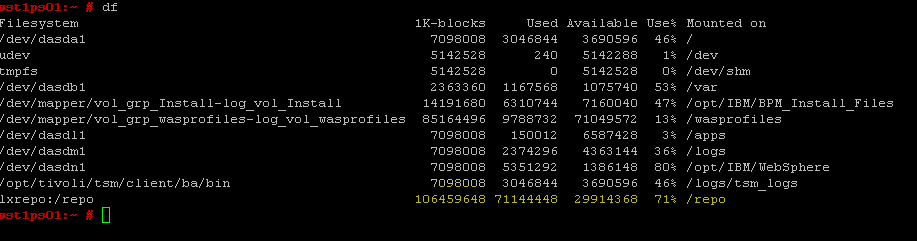 wst1ps01:~ # df
Filesystem 1K-blocks Used Available Use% Mounted on
/dev/dasda1 7098008 3046844 3690596 46% /
udev 5142528 240 5142288 1% /dev
tmpfs 5142528 0 5142528 0% /dev/shm
/dev/dasdb1 2363360 1167568 1075740 53% /var
/dev/mapper/vol_grp_Install-log_vol_Install 14191680 6310744 7160040 47% /opt/IBM/BPM_Install_Files
/dev/mapper/vol_grp_wasprofiles-log_vol_wasprofiles 85164496 9788732 71049572 13% /wasprofiles
/dev/dasdl1 7098008 150012 6587428 3% /apps
/dev/dasdm1 7098008 2374296 4363144 36% /logs
/dev/dasdn1 7098008 5351292 1386148 80% /opt/IBM/WebSphere
/opt/tivoli/tsm/client/ba/bin 7098008 3046844 3690596 46% /logs/tsm_logs
lxrepo:/repo 106459648 71144448 29914368 71% /repo
wst1ps01:~ #